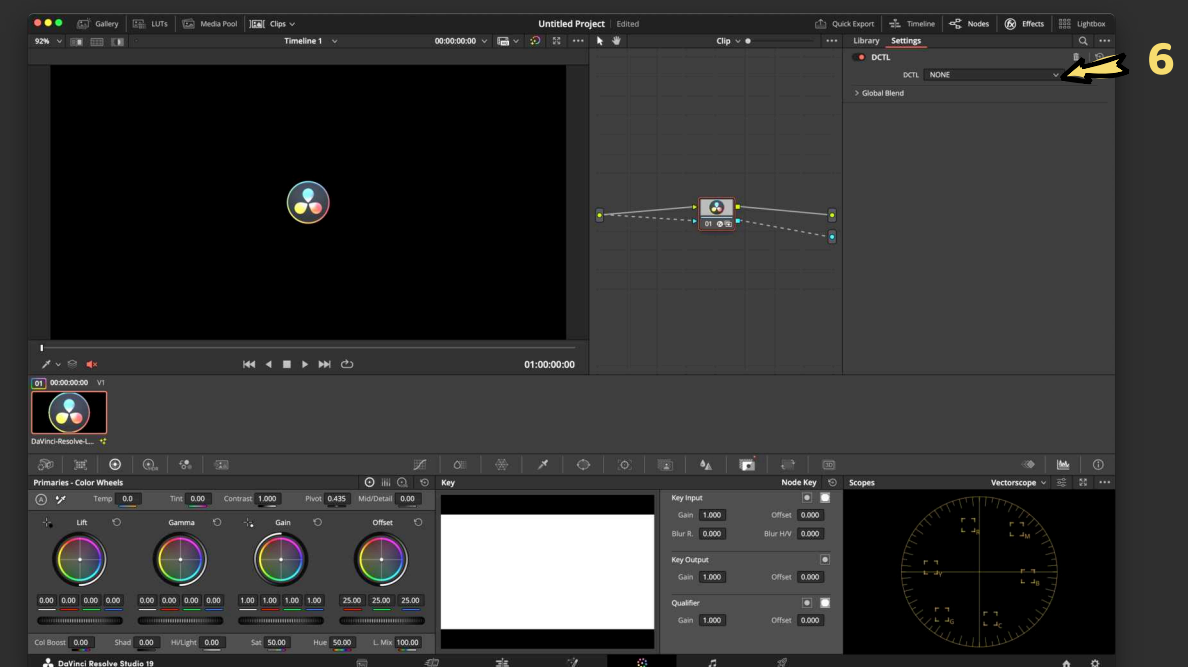 Gallery LUTs Media Pool Clips Untitled Project Edited Quick Export Timeline Nodes Effects Lightbox
92% Timeline 1 00:00:00:00 Clip Library Settings
DCTL
6
DCTL NONE
Global Blend
01
01:00:00:00
01 00:00:00:00 V1
DaVinci-Resolve-L...
3D
Primaries - Color Wheels Key Node Key Scopes Vectorscope
A Temp 0.0 Tint 0.00 Contrast 1.000 Pivot 0.435 Mid/Detail 0.00
Lift Gamma Gain Offset
0.00 0.00 0.00 0.00 0.00 0.00 0.00 0.00 1.00 1.00 1.00 1.00 25.00 25.00 25.00
Col Boost 0.00 Shad 0.00 Hi/Light 0.00 Sat 50.00 Hue 50.00 L. Mix 100.00
Key Input
Gain 1.000 Offset 0.000
Blur R. 0.000 Blur H/V 0.000
Key Output
Gain 1.000 Offset 0.000
Qualifier
Gain 1.000 Offset 0.000
R M
Y B
G C
DaVinci Resolve Studio 19